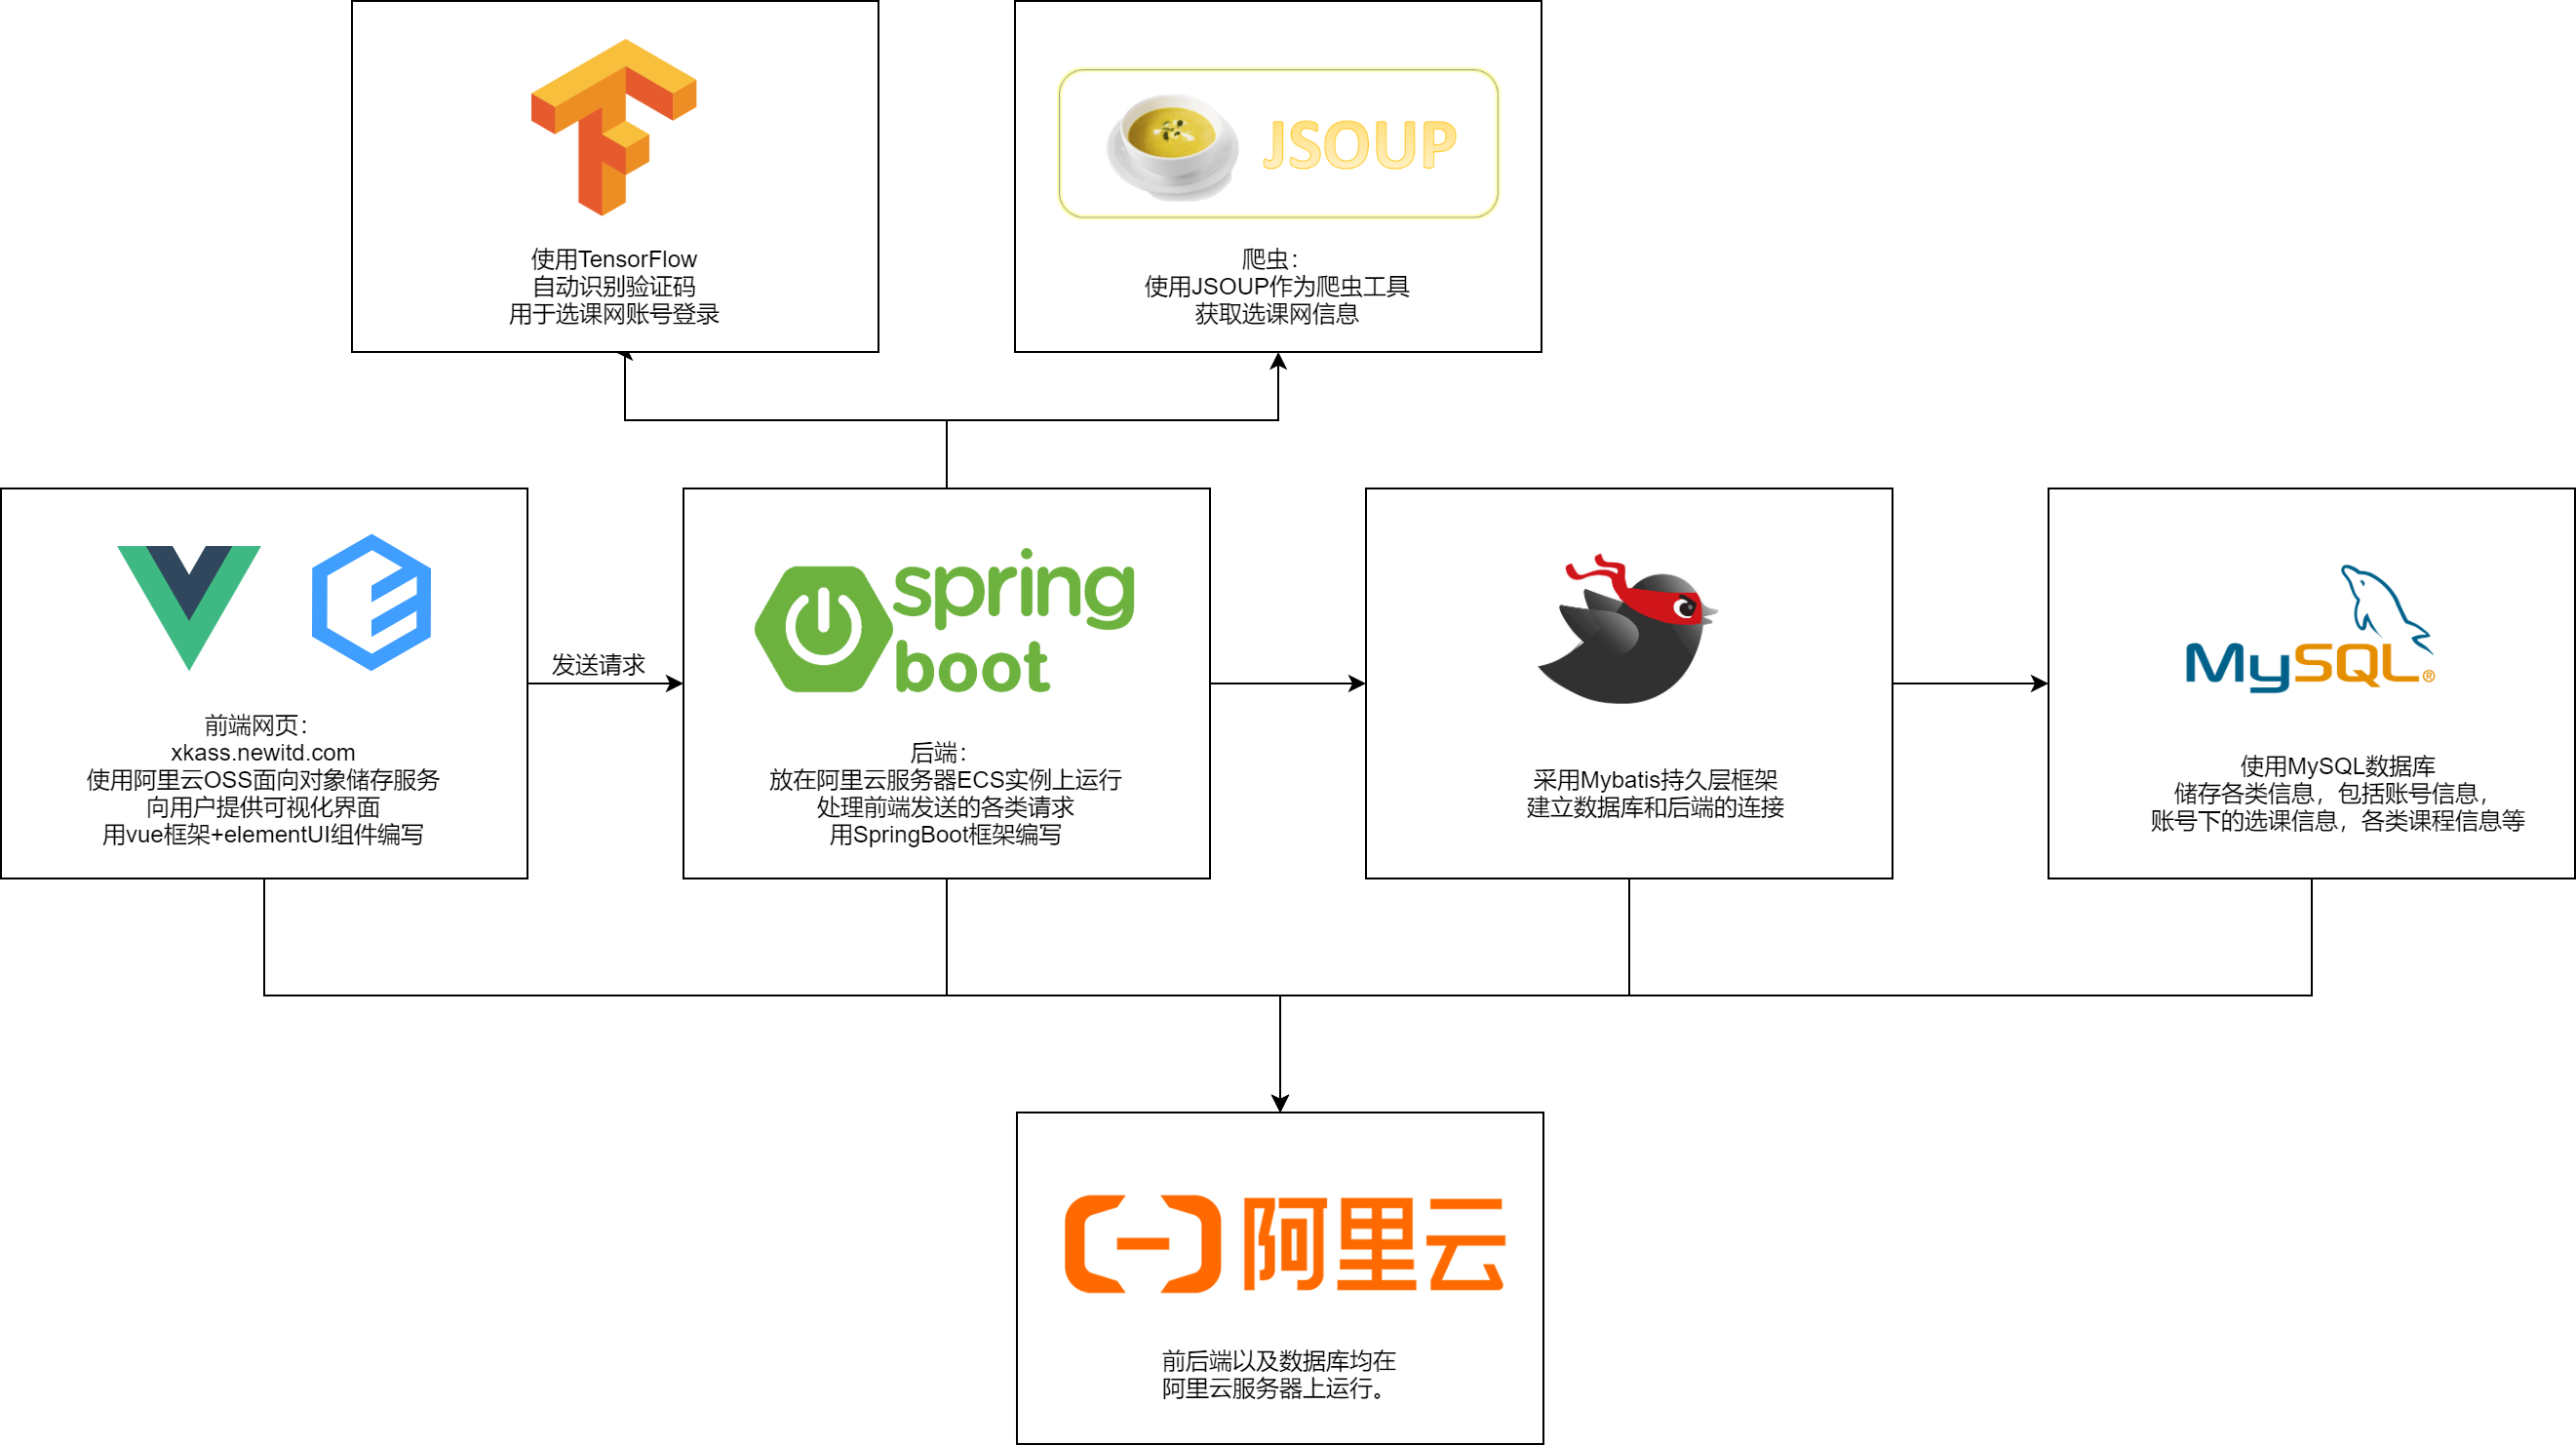 使用TensorFlow
自动识别验证码
用于选课网账号登录
JSOUP
爬虫：
使用JSOUP作为爬虫工具
获取选课网信息
前端网页：
xkass.newitd.com
使用阿里云OSS面向对象储存服务
向用户提供可视化界面
用vue框架+elementUI组件编写
发送请求
spring
boot
后端：
放在阿里云服务器ECS实例上运行
处理前端发送的各类请求
用SpringBoot框架编写
采用Mybatis持久层框架
建立数据库和后端的连接
MySQL®
使用MySQL数据库
储存各类信息，包括账号信息，
账号下的选课信息，各类课程信息等
阿里云
前后端以及数据库均在
阿里云服务器上运行。